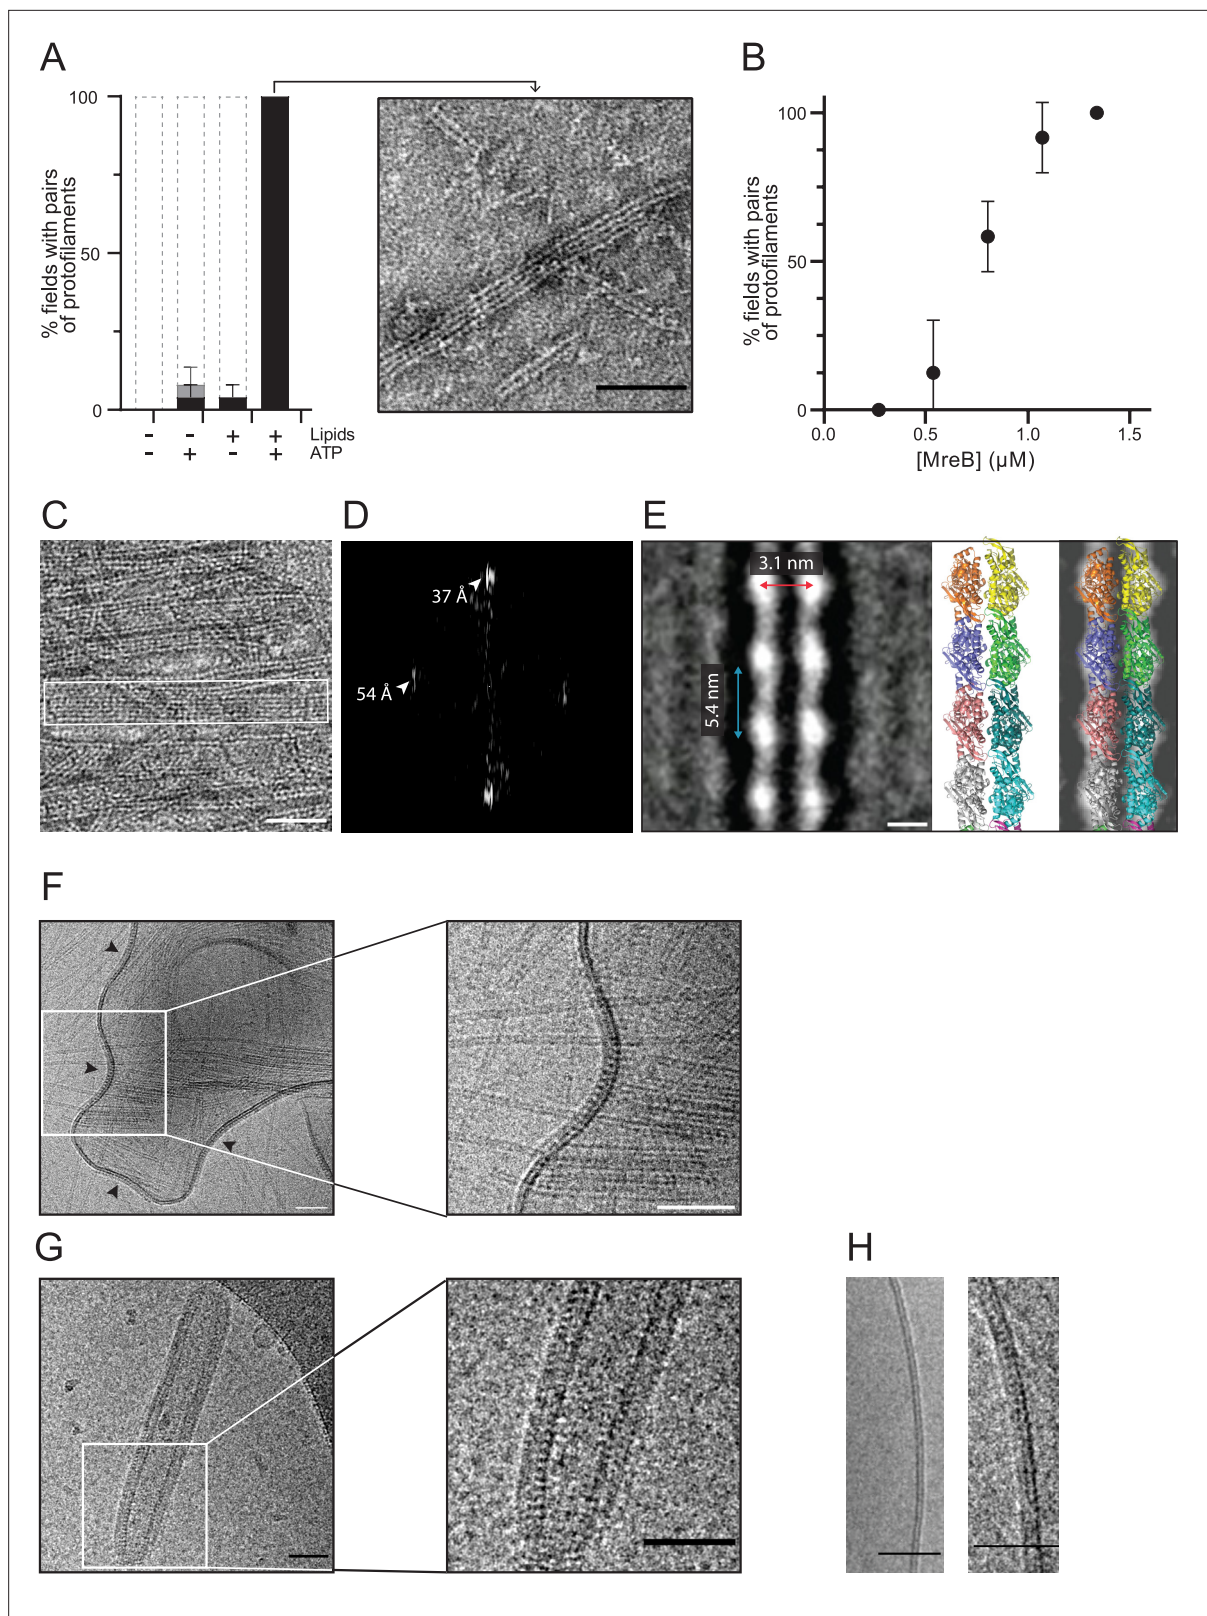 A
100
50
0
% fields with pairs
of protofilaments
- - + + Lipids
- + - + ATP
B
100
50
0
% fields with pairs
of protofilaments
0.0 0.5 1.0 1.5
[MreB] (µM)
C
D
37 Å
54 Å
E
3.1 nm
5.4 nm
F
G
H